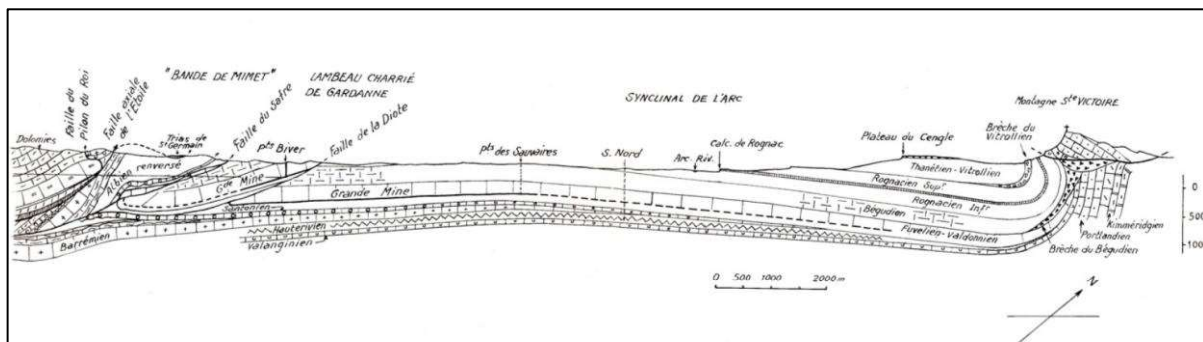 Dolomies
Faille du
Pilon du Roi
Faille axiale
de l'Etoile
"BANDE DE MIMET"
Trias de
St Germain
Albien renversé
Faille du Safre
LAMBEAU CHARRIÉ
DE GARDANNE
pts Biver
Faille de la Diote
Gde Mine
Grande Mine
Santonien
Barrémien
Hauterivien
Valanginien
SYNCLINAL DE L'ARC
pts des Sauvaires
S. Nord
Arc Riv.
Calc. de Rognac
Plateau du Cengle
Brèche du
Vitrollien
Montagne Ste VICTOIRE
Thanétien-Vitrollien
Rognacien Supr
Rognacien Infr
Bégudien
Fuvelien-Valdonnien
Brèche du Bégudien
Portlandien
Kimméridgien
0
500
1000
0 500 1000 2000 m
N